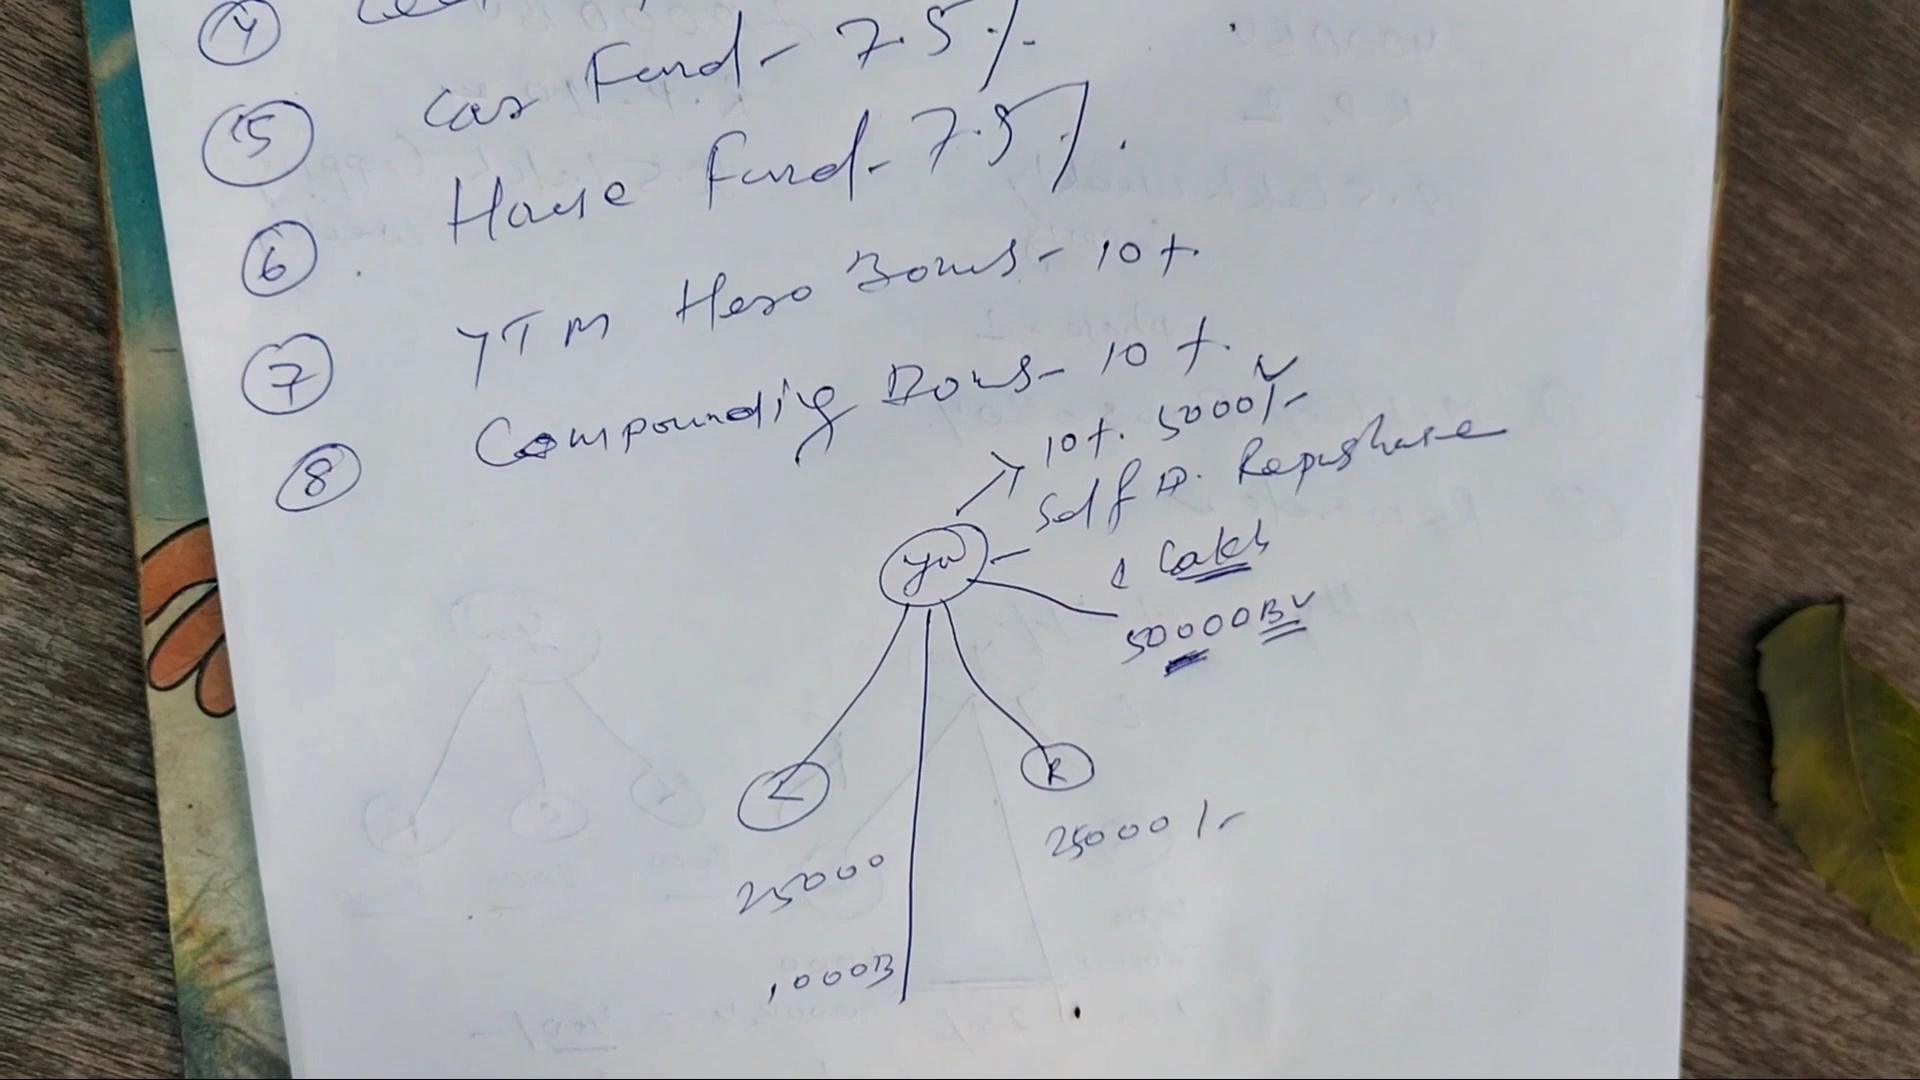 4
5 Car Fund - 7.5%
6 House Fund - 7.5%.
7 YTM Hero Bonus - 10%.
8 Compounding Bonus - 10%.
10%. 5000/-
Self Repurchase
1 Lakh
You
50000BV
L R
25000 25000/-
1000B